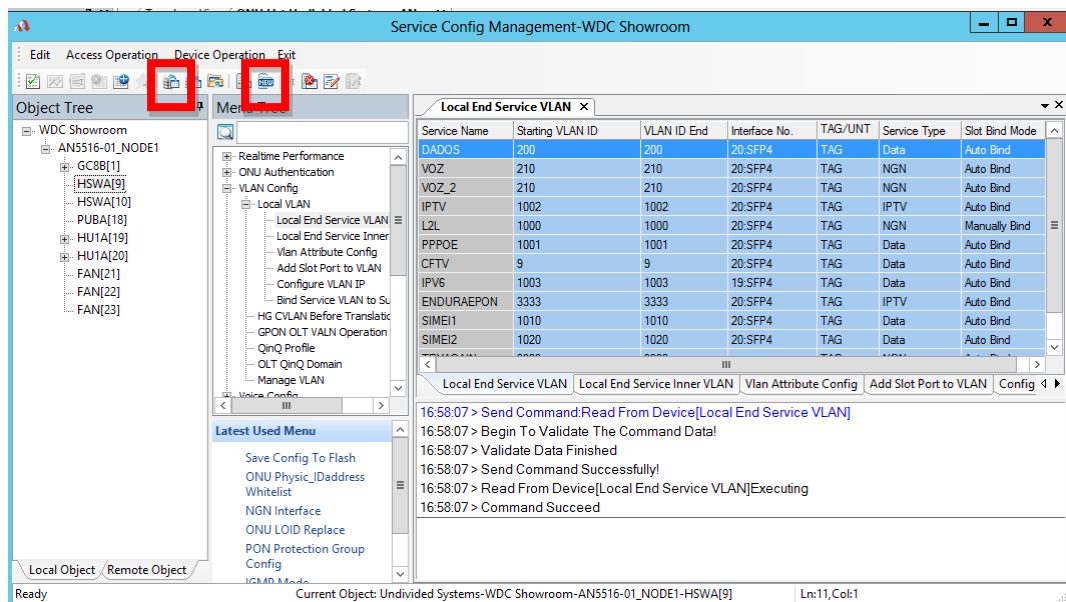 Service Config Management-WDC Showroom
Edit Access Operation Device Operation Exit
Object Tree
WDC Showroom
AN5516-01_NODE1
GC8B[1]
HSWA[9]
HSWA[10]
PUBA[18]
HU1A[19]
HU1A[20]
FAN[21]
FAN[22]
FAN[23]
Local Object Remote Object
Realtime Performance
ONU Authentication
VLAN Config
Local VLAN
Local End Service VLAN
Local End Service Inner
Vlan Attribute Config
Add Slot Port to VLAN
Configure VLAN IP
Bind Service VLAN to Su
HG CVLAN Before Translatic
GPON OLT VALN Operation
QinQ Profile
OLT QinQ Domain
Manage VLAN
Voice Config
Latest Used Menu
Save Config To Flash
ONU Physic_IDaddress
Whitelist
NGN Interface
ONU LOID Replace
PON Protection Group
Config
IGMP Mode
Local End Service VLAN
Service Name Starting VLAN ID VLAN ID End Interface No. TAG/UNT Service Type Slot Bind Mode
DADOS 200 200 20:SFP4 TAG Data Auto Bind
VOZ 210 210 20:SFP4 TAG NGN Auto Bind
VOZ_2 210 210 20:SFP4 TAG NGN Auto Bind
IPTV 1002 1002 20:SFP4 TAG IPTV Auto Bind
L2L 1000 1000 20:SFP4 TAG NGN Manually Bind
PPPOE 1001 1001 20:SFP4 TAG Data Auto Bind
CFTV 9 9 20:SFP4 TAG Data Auto Bind
IPV6 1003 1003 19:SFP4 TAG Data Auto Bind
ENDURAEPON 3333 3333 20:SFP4 TAG IPTV Auto Bind
SIMEI1 1010 1010 20:SFP4 TAG Data Auto Bind
SIMEI2 1020 1020 20:SFP4 TAG Data Auto Bind
Local End Service VLAN Local End Service Inner VLAN Vlan Attribute Config Add Slot Port to VLAN Config
16:58:07 > Send Command:Read From Device[Local End Service VLAN]
16:58:07 > Begin To Validate The Command Data!
16:58:07 > Validate Data Finished
16:58:07 > Send Command Successfully!
16:58:07 > Read From Device[Local End Service VLAN]Executing
16:58:07 > Command Succeed
Ready Current Object: Undivided Systems-WDC Showroom-AN5516-01_NODE1-HSWA[9] Ln:11,Col:1